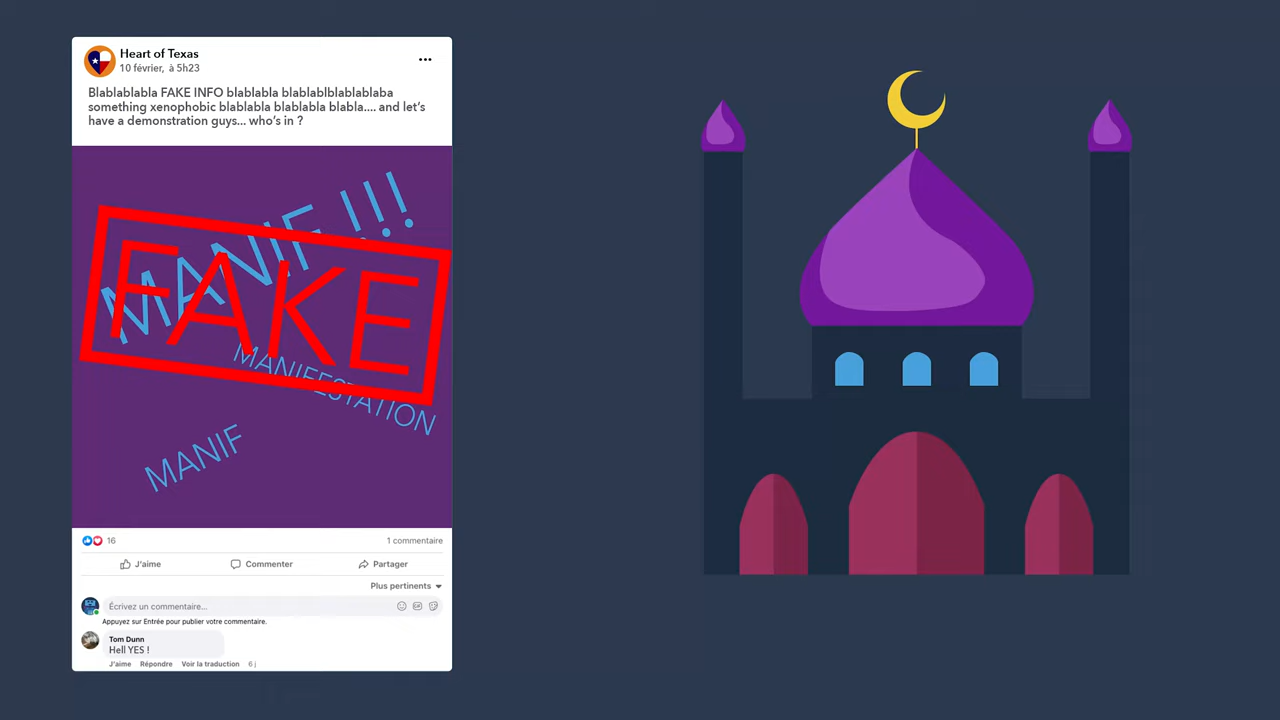 Heart of Texas
10 février, à 5h23
Blablablabla FAKE INFO blablabla blablablblablablaba
something xenophobic blablabla blablabla blabla.... and let's
have a demonstration guys... who's in ?
MANIF !!!
FAKE
MANIFESTATION
MANIF
16
1 commentaire
J'aime
Commenter
Partager
Plus pertinents
Écrivez un commentaire...
GIF
Appuyez sur Entrée pour publier votre commentaire.
Tom Dunn
Hell YES !
J'aime Répondre Voir la traduction 6 j